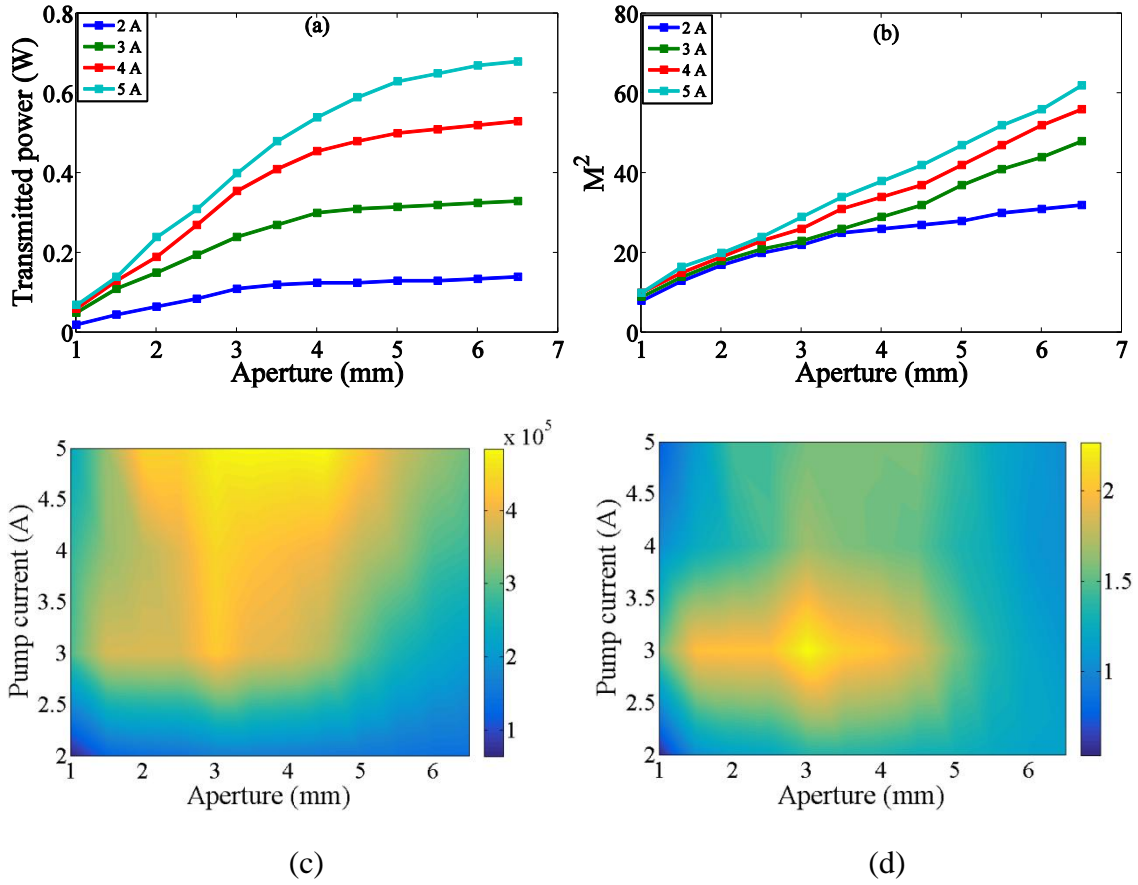 0.8
0.6
0.4
0.2
0
1 2 3 4 5 6 7
Transmitted power (W)
Aperture (mm)
(a)
2 A
3 A
4 A
5 A
80
60
40
20
0
1 2 3 4 5 6 7
M²
Aperture (mm)
(b)
2 A
3 A
4 A
5 A
5
4.5
4
3.5
3
2.5
2
1 2 3 4 5 6
Pump current (A)
Aperture (mm)
x 10⁵
4
3
2
1
5
4.5
4
3.5
3
2.5
2
1 2 3 4 5 6
Pump current (A)
Aperture (mm)
2
1.5
1
(c)
(d)